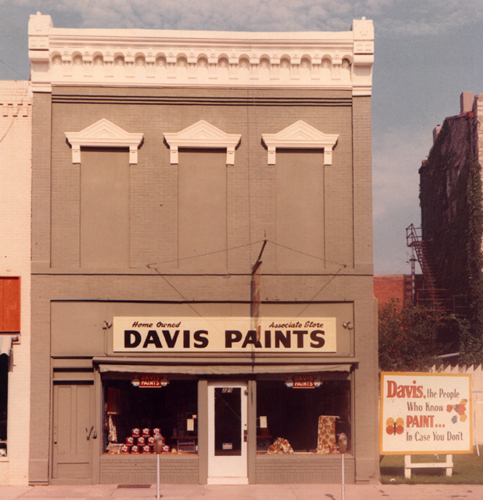 Home Owned Associate Store
DAVIS PAINTS
PAINTS
PAINTS
Davis, the People
Who Know
PAINT...
In Case You Don't